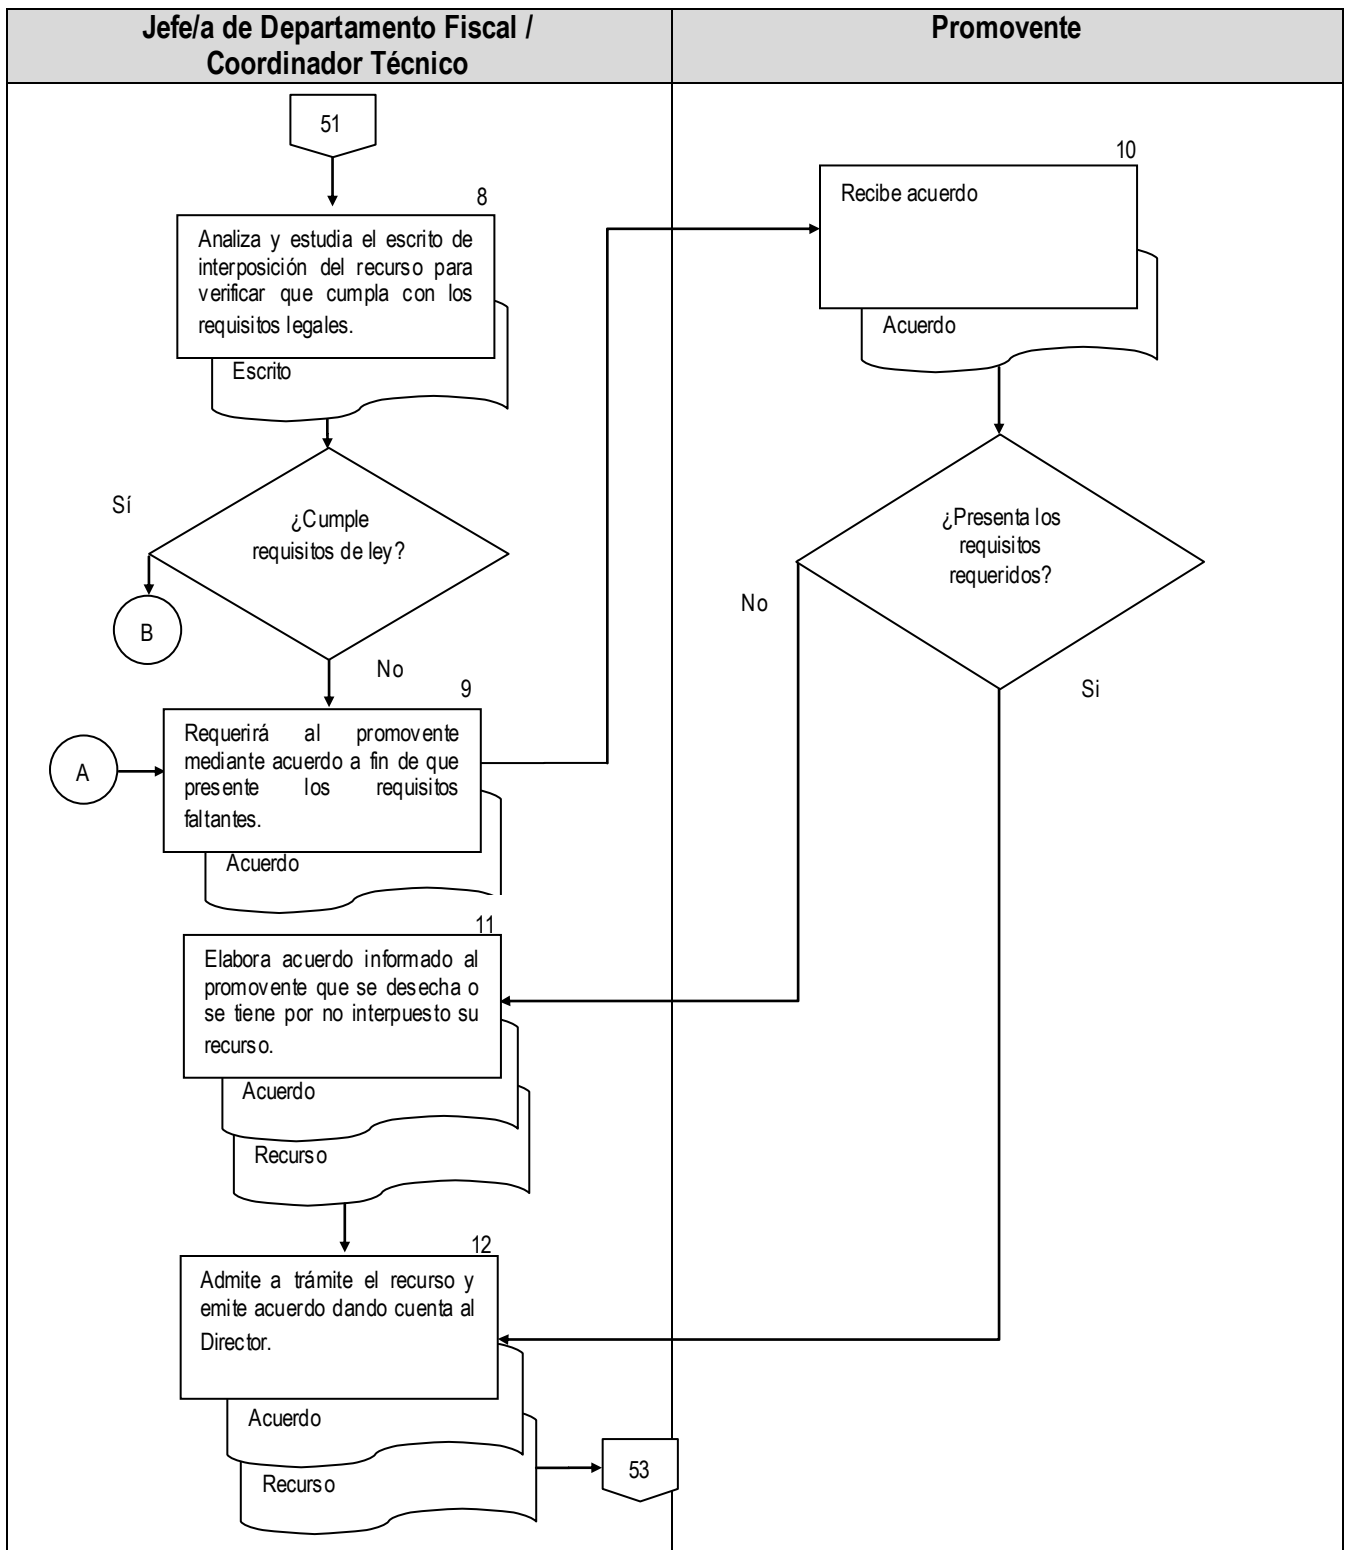 Jefe/a de Departamento Fiscal /
Coordinador Técnico
Promovente
51
8
Analiza y estudia el escrito de
interposición del recurso para
verificar que cumpla con los
requisitos legales.
Escrito
¿Cumple
requisitos de ley?
Sí
B
No
9
A
Requerirá al promovente
mediante acuerdo a fin de que
presente los requisitos
faltantes.
Acuerdo
10
Recibe acuerdo
Acuerdo
¿Presenta los
requisitos
requeridos?
No
Si
11
Elabora acuerdo informado al
promovente que se desecha o
se tiene por no interpuesto su
recurso.
Acuerdo
Recurso
12
Admite a trámite el recurso y
emite acuerdo dando cuenta al
Director.
Acuerdo
Recurso
53